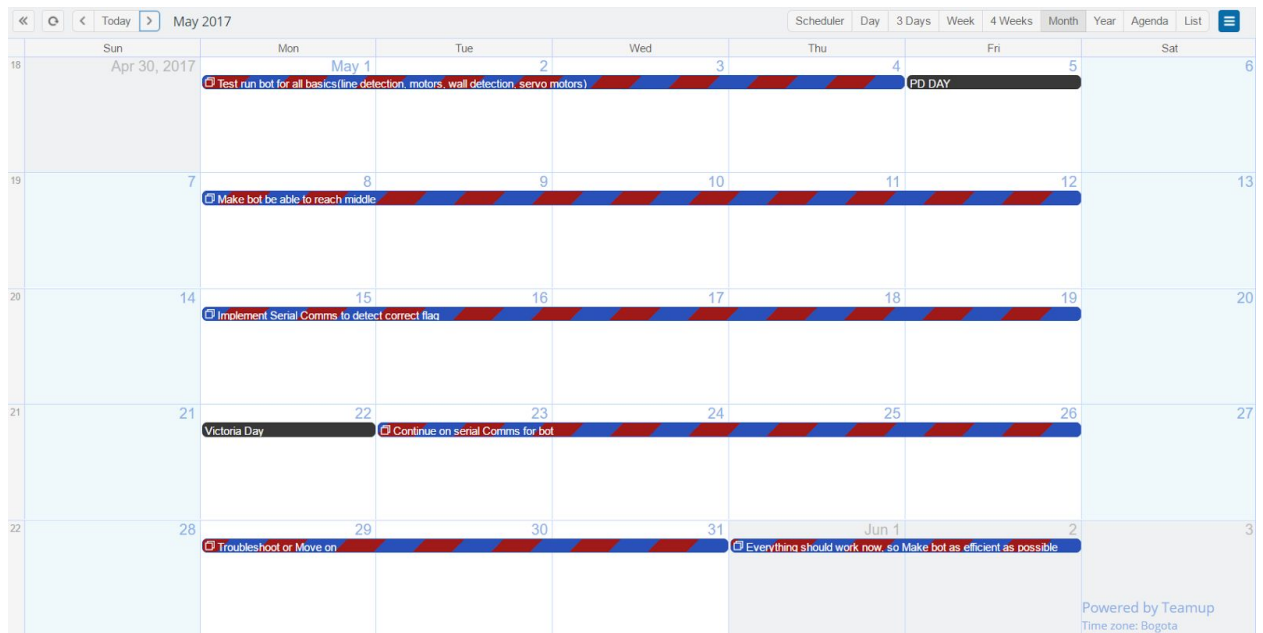 Today May 2017 Scheduler Day 3 Days Week 4 Weeks Month Year Agenda List
Sun Mon Tue Wed Thu Fri Sat
18 Apr 30, 2017 May 1 2 3 4 5 6
Test run bot for all basics(line detection, motors, wall detection, servo motors) PD DAY
19 7 8 9 10 11 12 13
Make bot be able to reach middle
20 14 15 16 17 18 19 20
Implement Serial Comms to detect correct flag
21 21 22 23 24 25 26 27
Victoria Day Continue on serial Comms for bot
22 28 29 30 31 Jun 1 2 3
Troubleshoot or Move on Everything should work now, so Make bot as efficient as possible
Powered by Teamup
Time zone: Bogota